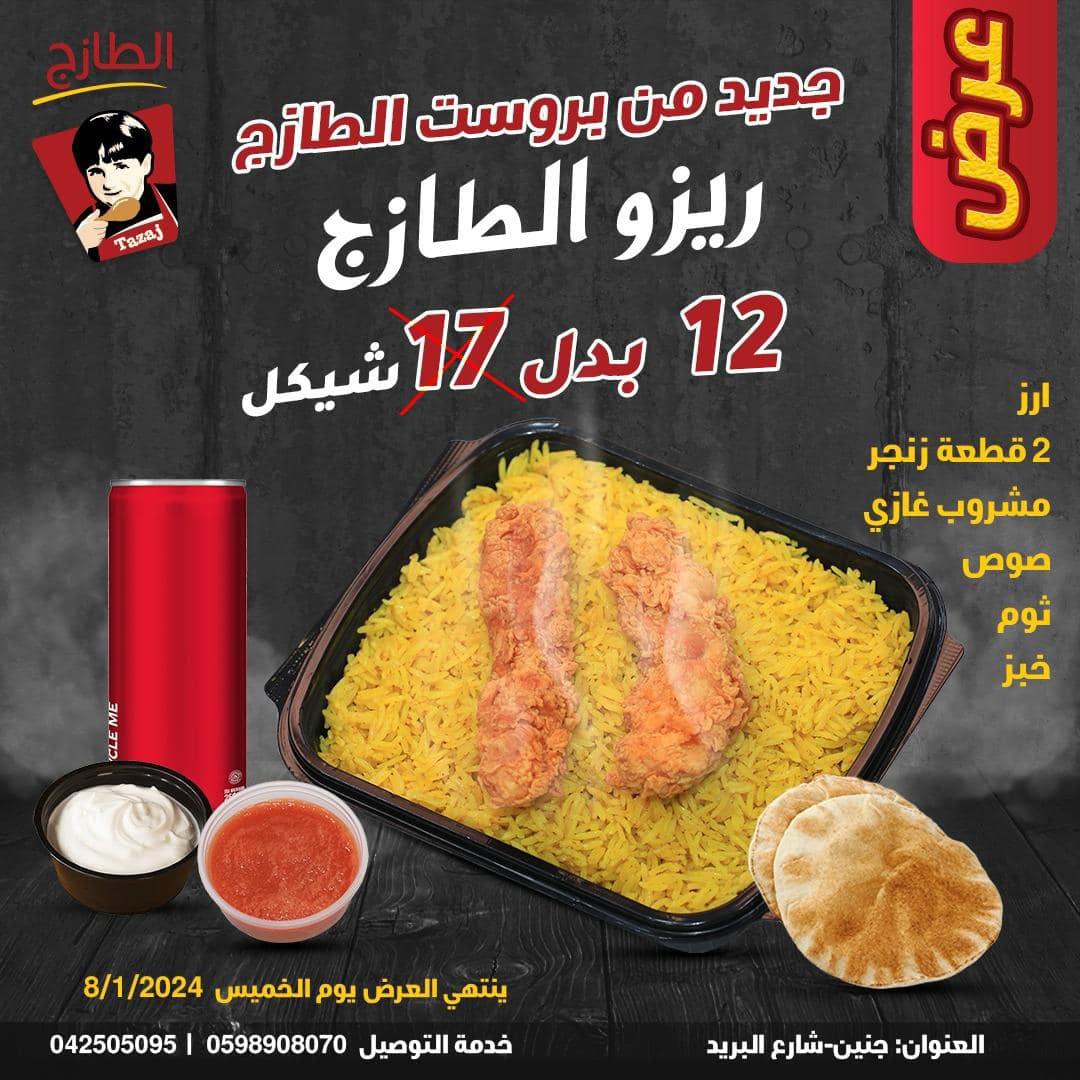 الطازج
Tazaj
عرض
جديد من بروست الطازج
ريزو الطازج
12 بدل 17 شيكل
ارز
2 قطعة زنجر
مشروب غازي
صوص
ثوم
خبز
CLE ME
ينتهي العرض يوم الخميس 8/1/2024
العنوان: جنين-شارع البريد
خدمة التوصيل 0598908070 | 042505095